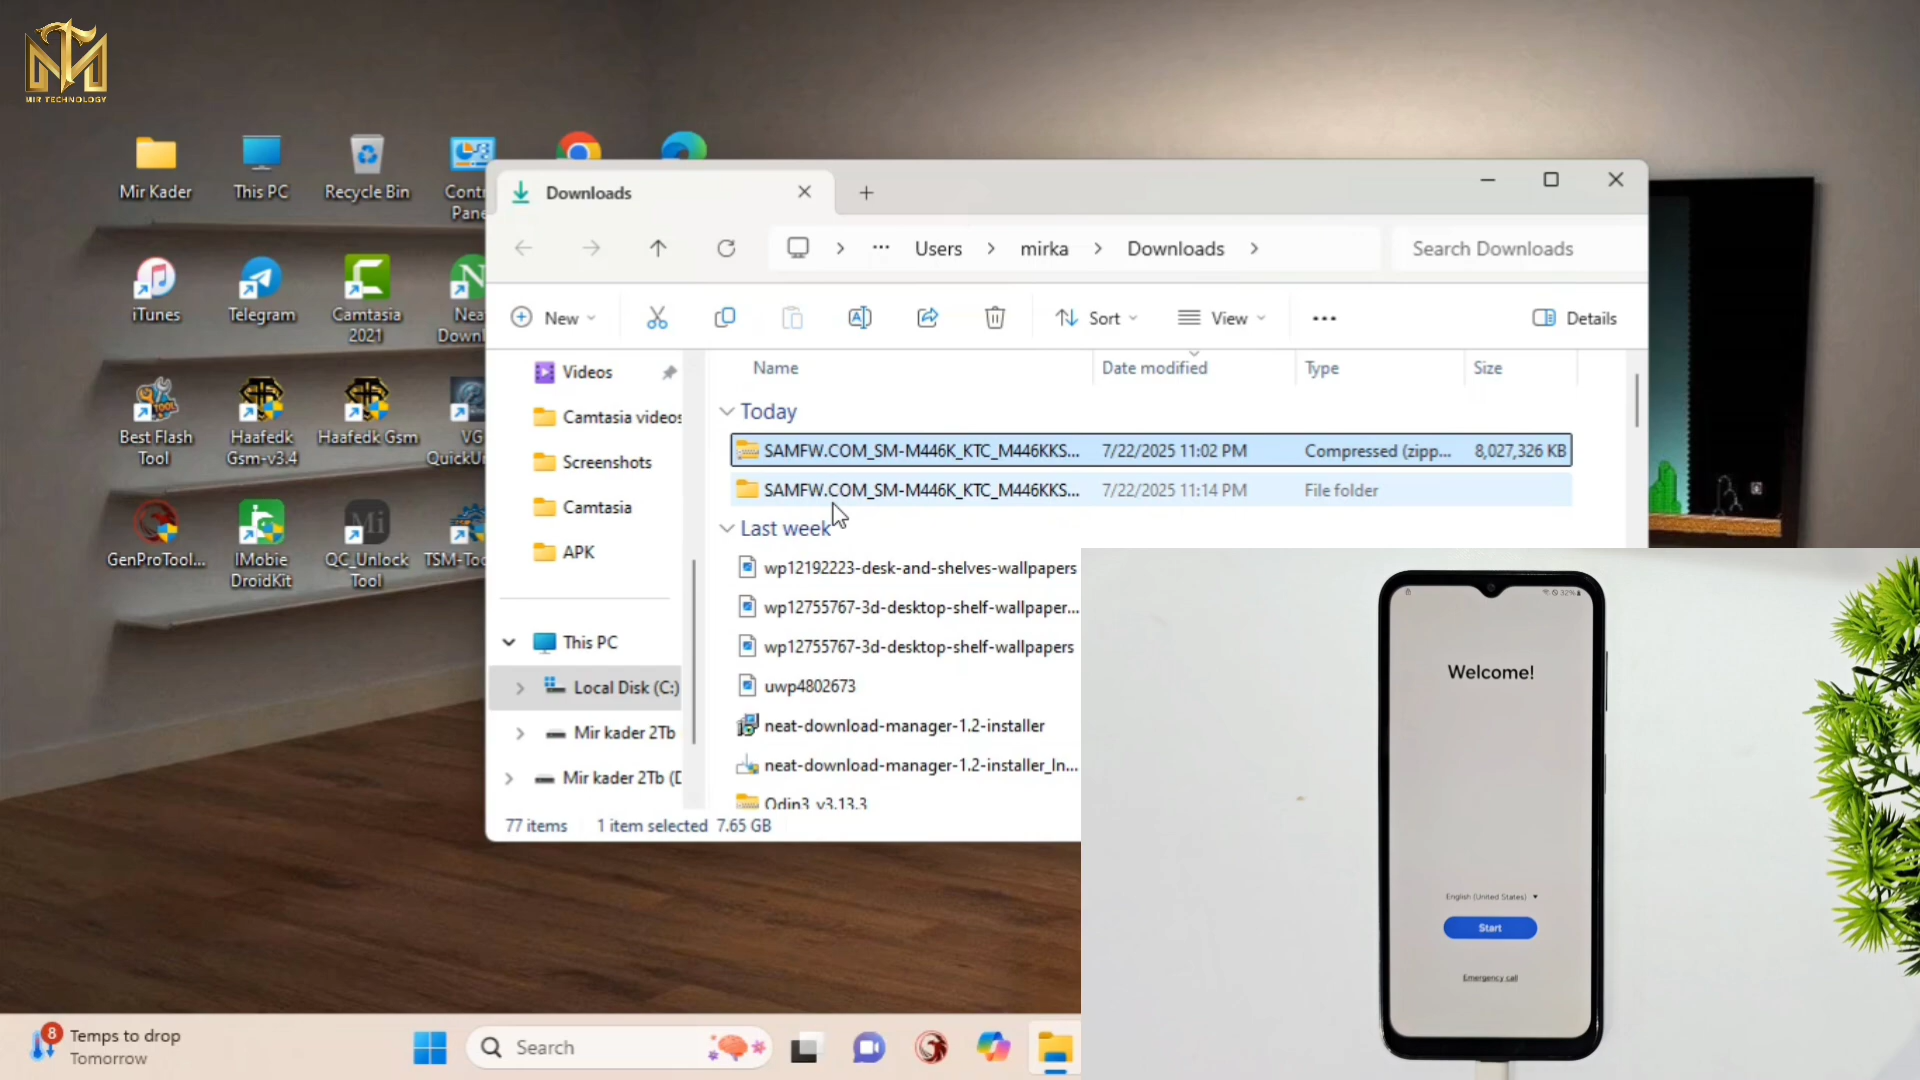 MIR TECHNOLOGY
Mir Kader
This PC
Recycle Bin
Contr
Pane
iTunes
Telegram
Camtasia
2021
Nea
Downl
Best Flash
Tool
Haafedk
Gsm-v3.4
Haafedk Gsm
VG
QuickUn
GenProTool...
IMobie
DroidKit
QC_Unlock
Tool
TSM-Too
Downloads
Users
mirka
Downloads
Search Downloads
New
Sort
View
Details
Videos
Camtasia videos
Screenshots
Camtasia
APK
This PC
Local Disk (C:)
Mir kader 2Tb
Mir kader 2Tb (D
Name Date modified Type Size
Today
SAMFW.COM_SM-M446K_KTC_M446KKS... 7/22/2025 11:02 PM Compressed (zipp... 8,027,326 KB
SAMFW.COM_SM-M446K_KTC_M446KKS... 7/22/2025 11:14 PM File folder
Last week
wp12192223-desk-and-shelves-wallpapers
wp12755767-3d-desktop-shelf-wallpaper...
wp12755767-3d-desktop-shelf-wallpapers
uwp4802673
neat-download-manager-1.2-installer
neat-download-manager-1.2-installer_In...
Odin3_v3.13.3
77 items 1 item selected 7.65 GB
32%
Welcome!
English (United States)
Start
Emergency call
8
Temps to drop
Tomorrow
Search